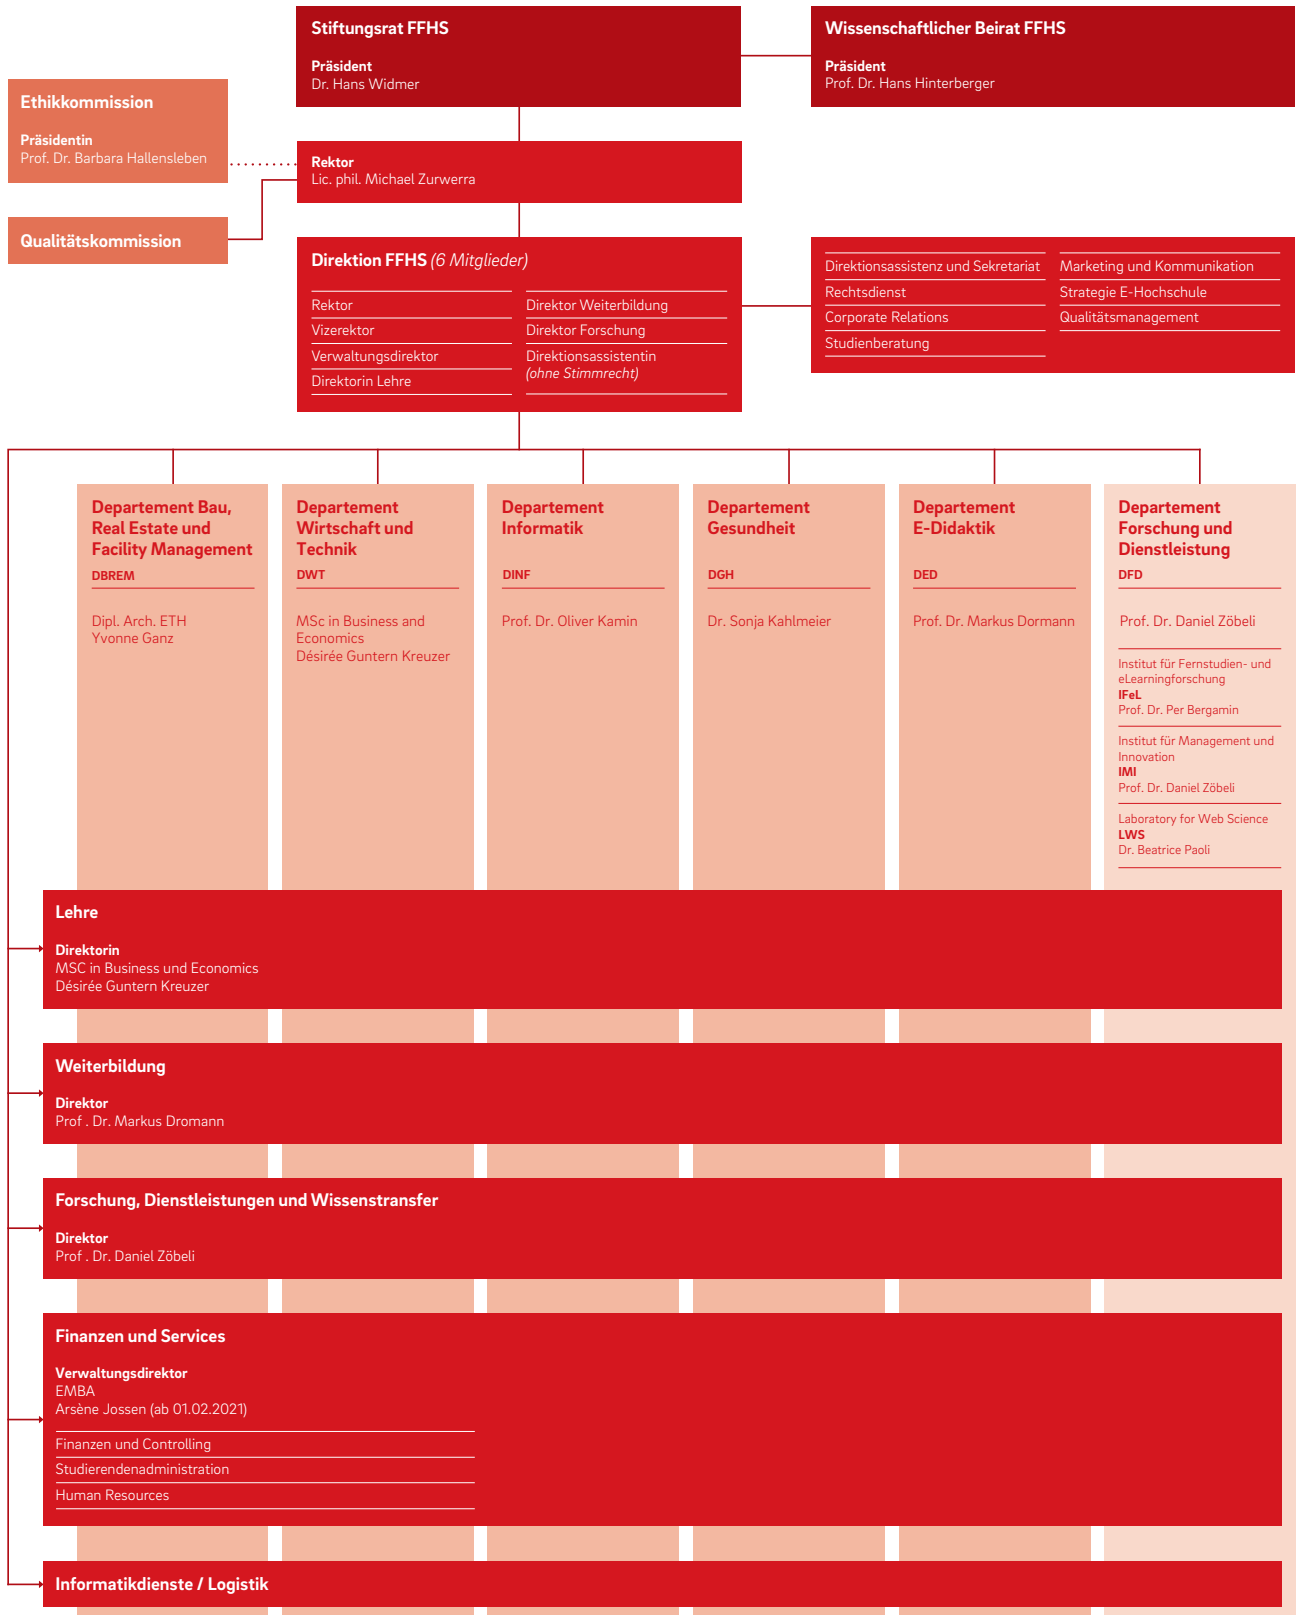 Stiftungsrat FFHS
Präsident
Dr. Hans Widmer
Wissenschaftlicher Beirat FFHS
Präsident
Prof. Dr. Hans Hinterberger
Ethikkommission
Präsidentin
Prof. Dr. Barbara Hallensleben
Rektor
Lic. phil. Michael Zurwerra
Qualitätskommission
Direktion FFHS (6 Mitglieder)
Rektor
Vizerektor
Verwaltungsdirektor
Direktorin Lehre
Direktor Weiterbildung
Direktor Forschung
Direktionsassistentin
(ohne Stimmrecht)
Direktionsassistenz und Sekretariat
Rechtsdienst
Corporate Relations
Studienberatung
Marketing und Kommunikation
Strategie E-Hochschule
Qualitätsmanagement
Departement Bau,
Real Estate und
Facility Management
DBREM
Dipl. Arch. ETH
Yvonne Ganz
Departement
Wirtschaft und
Technik
DWT
MSc in Business and
Economics
Désirée Guntern Kreuzer
Departement
Informatik
DINF
Prof. Dr. Oliver Kamin
Departement
Gesundheit
DGH
Dr. Sonja Kahlmeier
Departement
E-Didaktik
DED
Prof. Dr. Markus Dormann
Departement
Forschung und
Dienstleistung
DFD
Prof. Dr. Daniel Zöbeli
Institut für Fernstudien- und
eLearningforschung
IFeL
Prof. Dr. Per Bergamin
Institut für Management und
Innovation
IMI
Prof. Dr. Daniel Zöbeli
Laboratory for Web Science
LWS
Dr. Beatrice Paoli
Lehre
Direktorin
MSC in Business und Economics
Désirée Guntern Kreuzer
Weiterbildung
Direktor
Prof . Dr. Markus Dromann
Forschung, Dienstleistungen und Wissenstransfer
Direktor
Prof . Dr. Daniel Zöbeli
Finanzen und Services
Verwaltungsdirektor
EMBA
Arsène Jossen (ab 01.02.2021)
Finanzen und Controlling
Studierendenadministration
Human Resources
Informatikdienste / Logistik